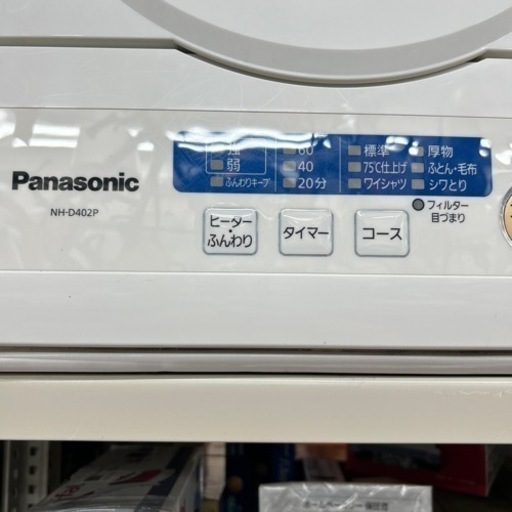 Panasonic
NH-D402P
強 60 標準 厚物
弱 40 75℃仕上げ ふとん・毛布
ふんわりキープ 20分 ワイシャツ シワとり
フィルター
目づまり
ヒーター
・
ふんわり
タイマー
コース